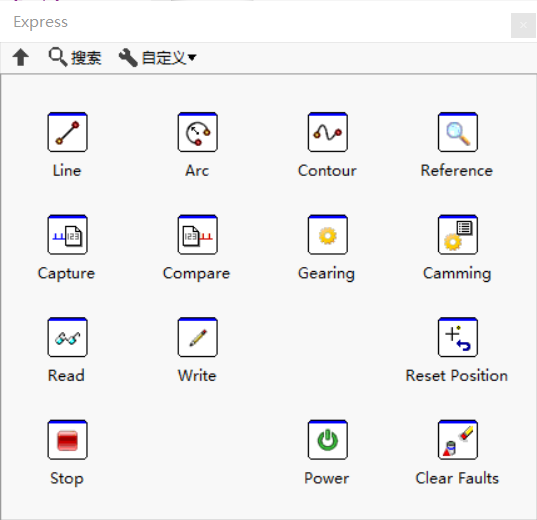 Express
搜索 自定义
Line Arc Contour Reference
Capture Compare Gearing Camming
Read Write Reset Position
Stop Power Clear Faults